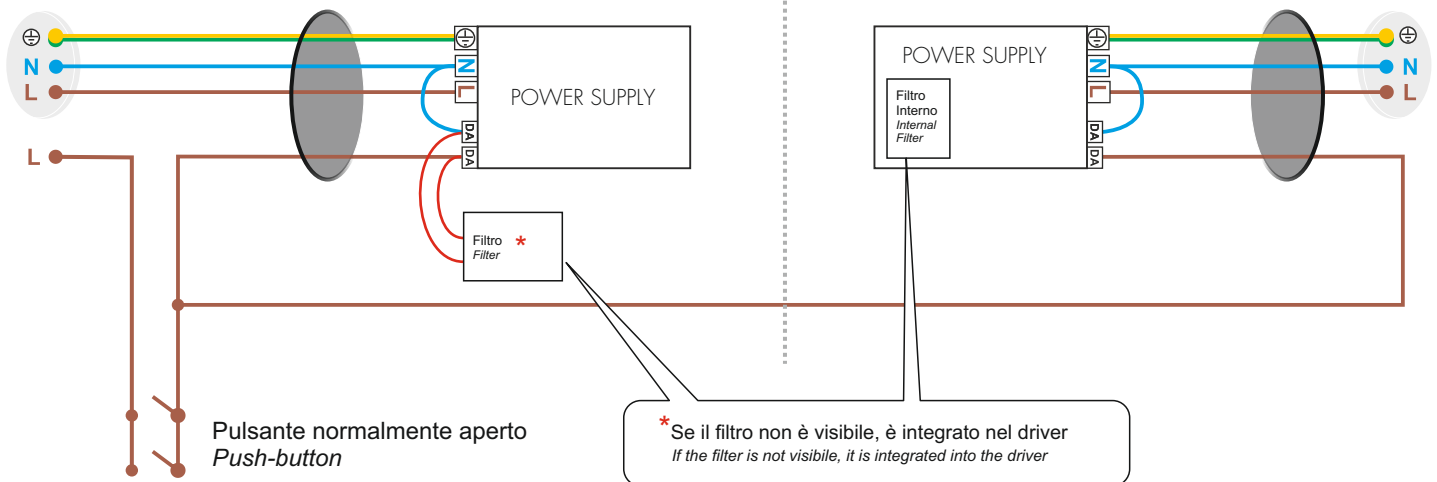 N
L
L
N
L
DA
DA
POWER SUPPLY
Filtro *
Filter
POWER SUPPLY
Filtro
Interno
Internal
Filter
N
L
DA
DA
N
L
Pulsante normalmente aperto
Push-button
*Se il filtro non è visibile, è integrato nel driver
If the filter is not visibile, it is integrated into the driver